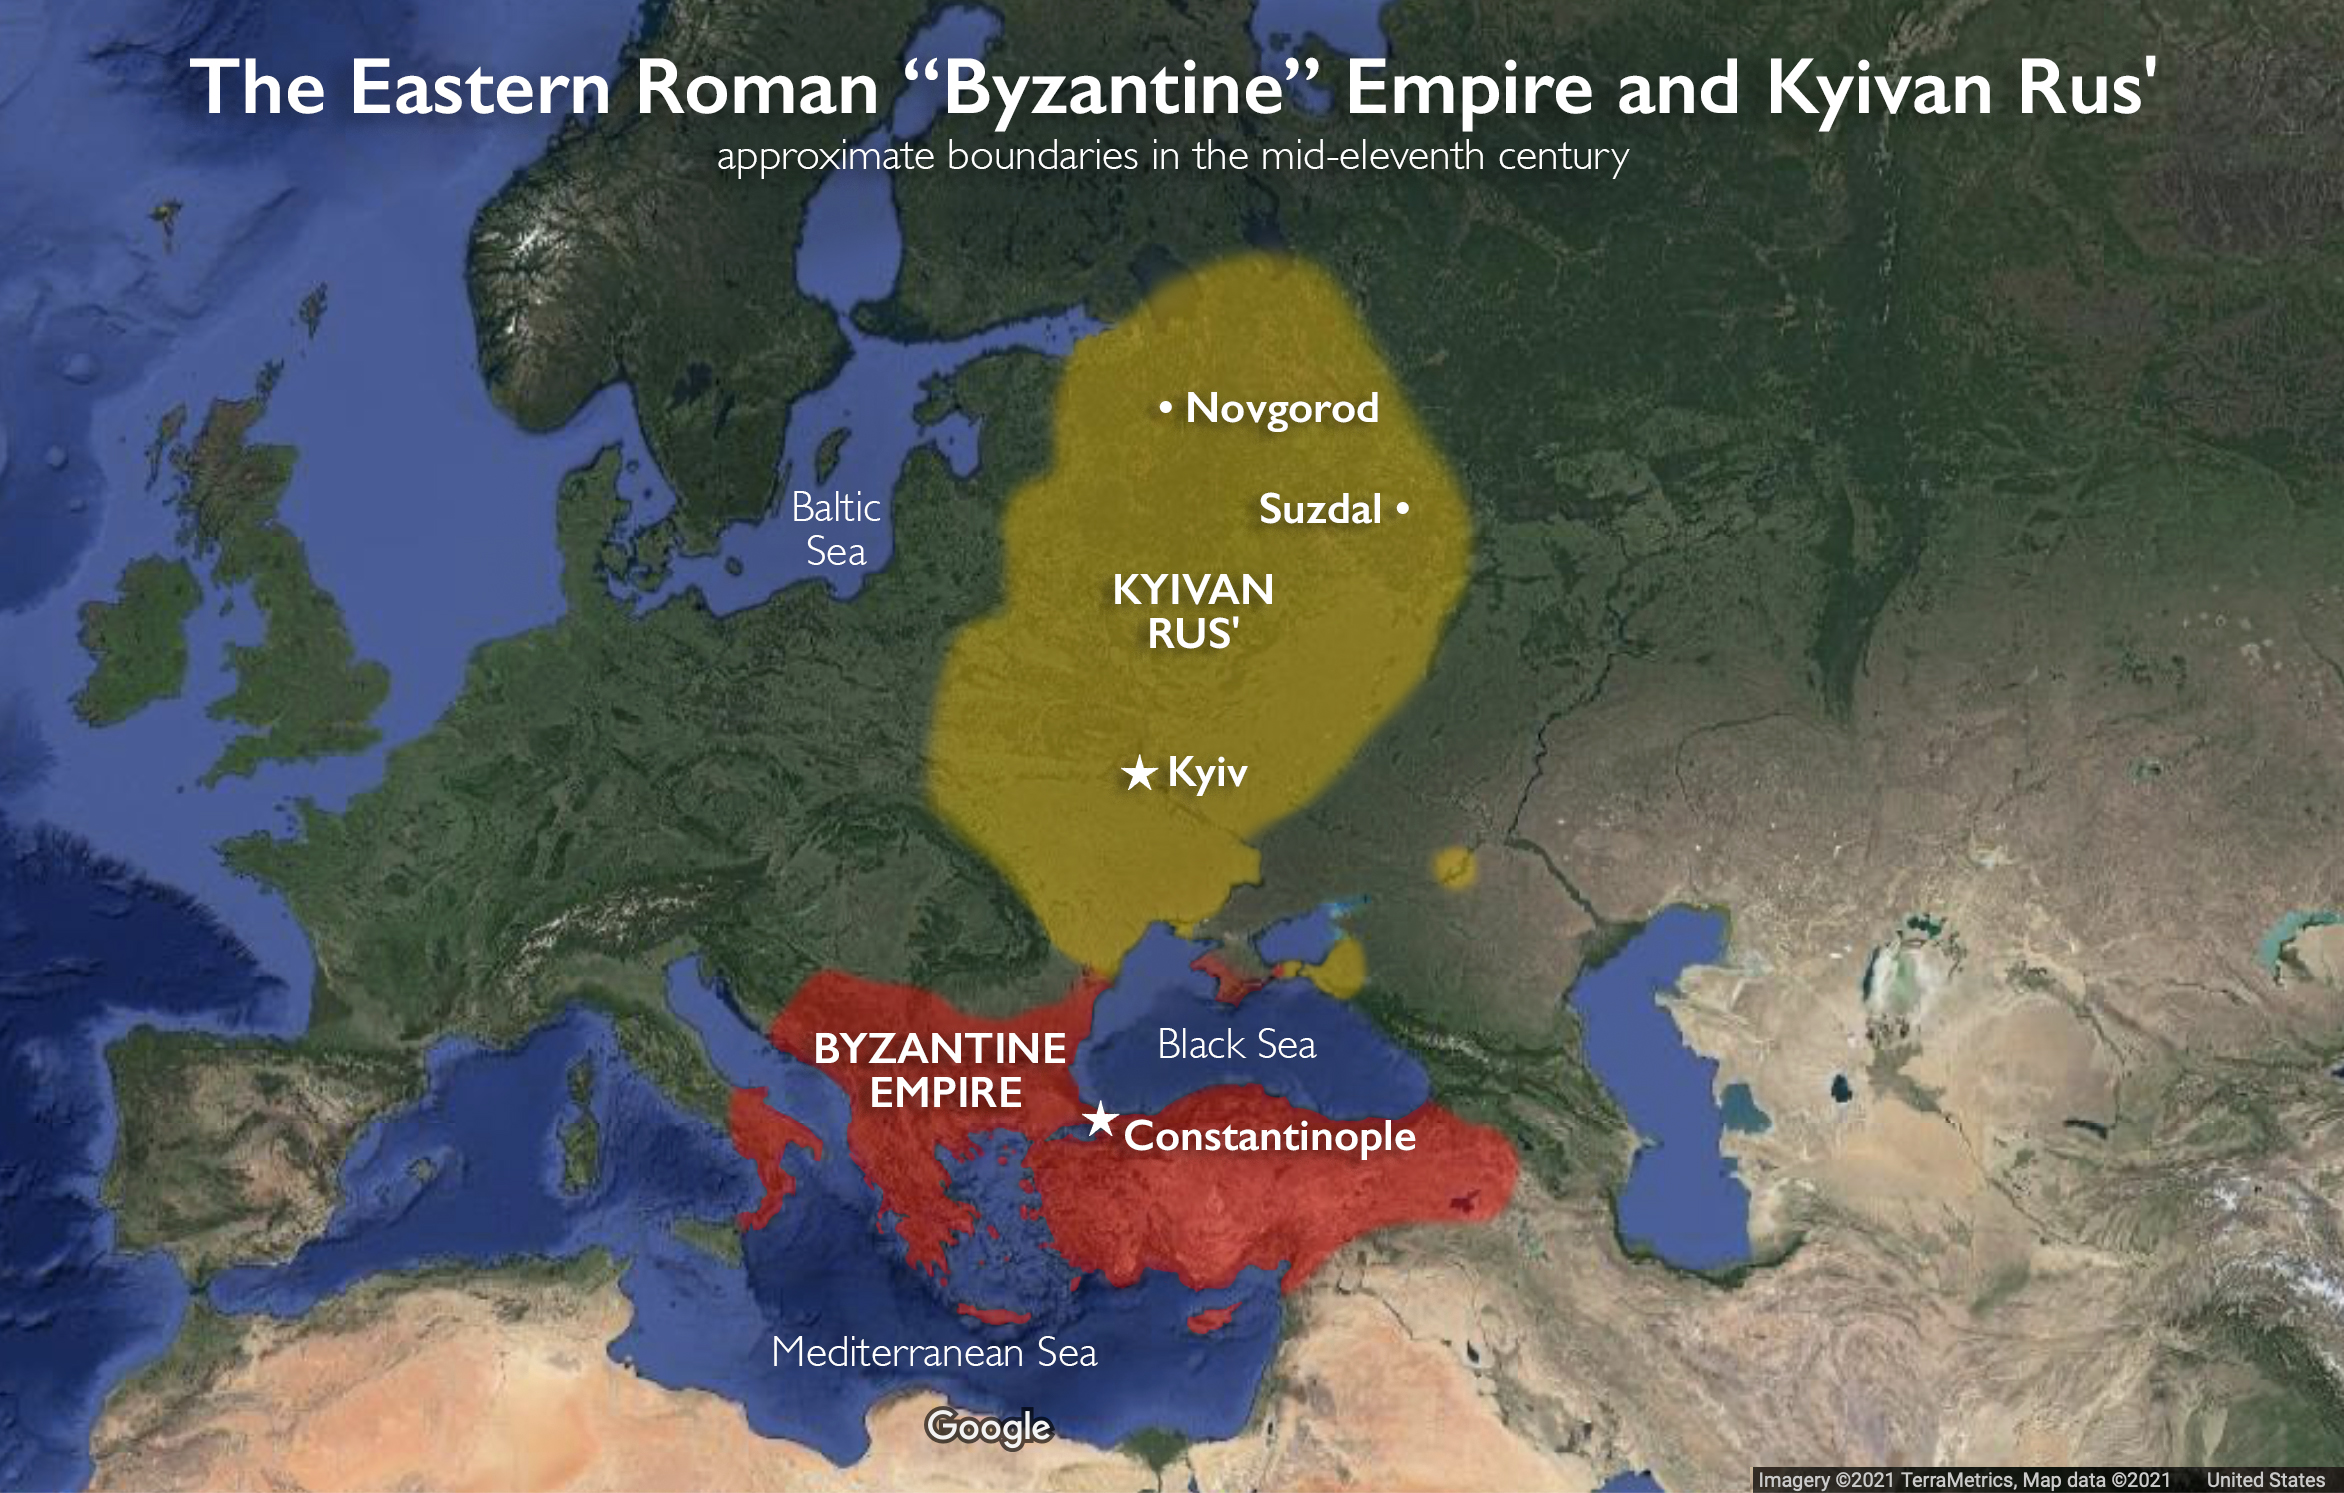 The Eastern Roman “Byzantine” Empire and Kyivan Rus'
approximate boundaries in the mid-eleventh century
• Novgorod
Suzdal •
Baltic
Sea
KYIVAN
RUS'
Kyiv
BYZANTINE
EMPIRE
Black Sea
Constantinople
Mediterranean Sea
Google
Imagery ©2021 TerraMetrics, Map data ©2021 United States